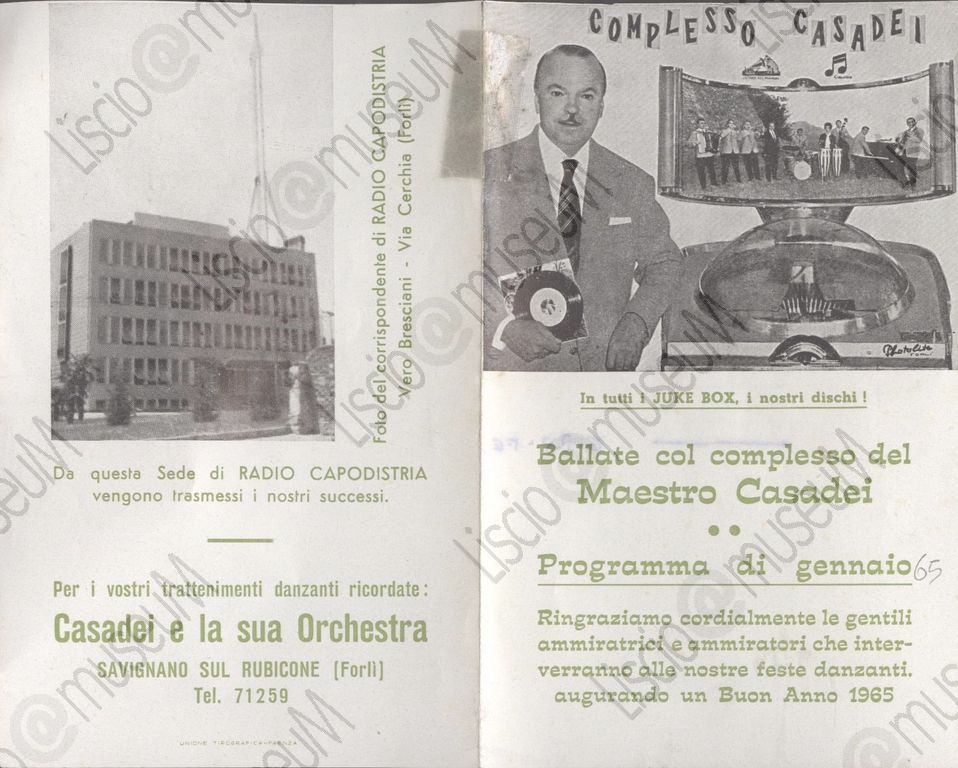 Foto del corrispondente di RADIO CAPODISTRIA
Vero Bresciani - Via Cerchia (Forlì)
Da questa Sede di RADIO CAPODISTRIA
vengono trasmessi i nostri successi.
Per i vostri trattenimenti danzanti ricordate:
Casadei e la sua Orchestra
SAVIGNANO SUL RUBICONE (Forlì)
Tel. 71259
UNIONE TIPOGRAFICA-FAENZA
COMPLESSO CASADEI
Photolite
In tutti i JUKE BOX, i nostri dischi !
Ballate col complesso del
Maestro Casadei
Programma di gennaio 65
Ringraziamo cordialmente le gentili
ammiratrici e ammiratori che inter-
verranno alle nostre feste danzanti.
augurando un Buon Anno 1965
Liscio@museuM